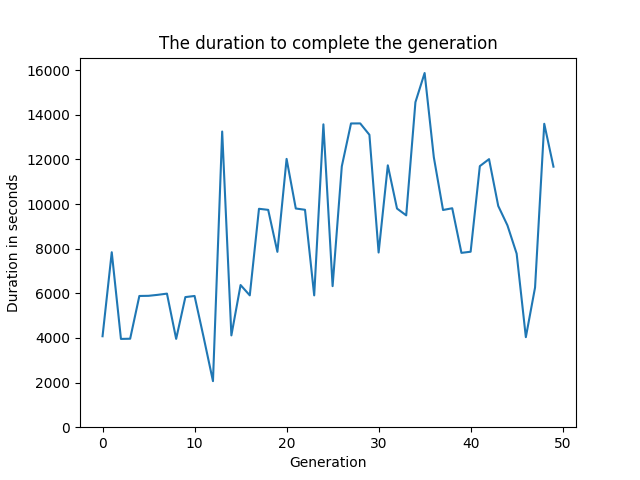 The duration to complete the generation
16000
14000
12000
10000
8000
6000
4000
2000
0
Duration in seconds
0 10 20 30 40 50
Generation